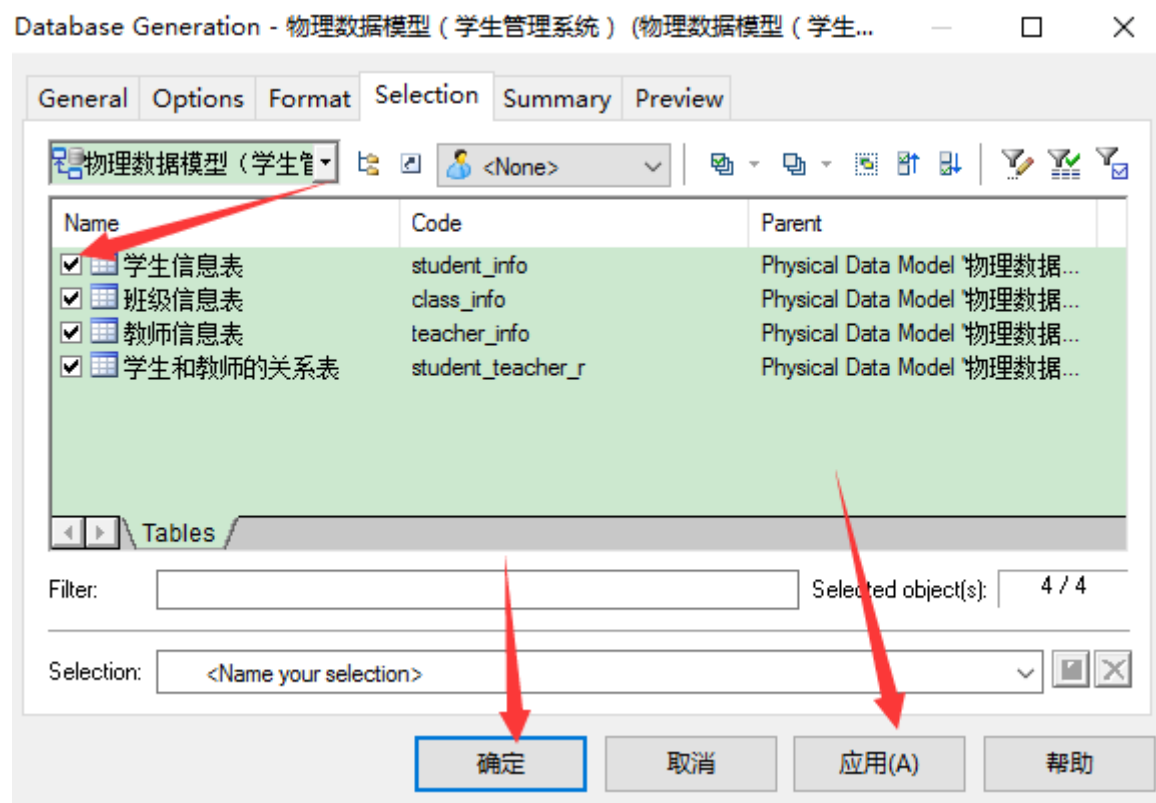 Database Generation - 物理数据模型（学生管理系统） (物理数据模型（学生...
General Options Format Selection Summary Preview
物理数据模型（学生管 <None>
Name Code Parent
学生信息表 student_info Physical Data Model '物理数据...
班级信息表 class_info Physical Data Model '物理数据...
教师信息表 teacher_info Physical Data Model '物理数据...
学生和教师的关系表 student_teacher_r Physical Data Model '物理数据...
Tables
Filter: Selected object(s): 4 / 4
Selection: <Name your selection>
确定 取消 应用(A) 帮助